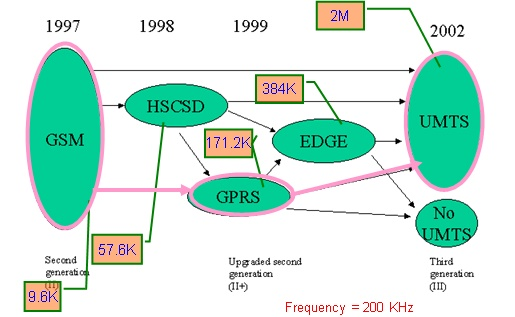 1997
1998
1999
2002
2M
384K
HSCSD
171.2K
GSM
EDGE
UMTS
GPRS
No
UMTS
57.6K
9.6K
Second
generation
(II)
Upgraded second
generation
(II+)
Third
generation
(III)
Frequency = 200 KHz